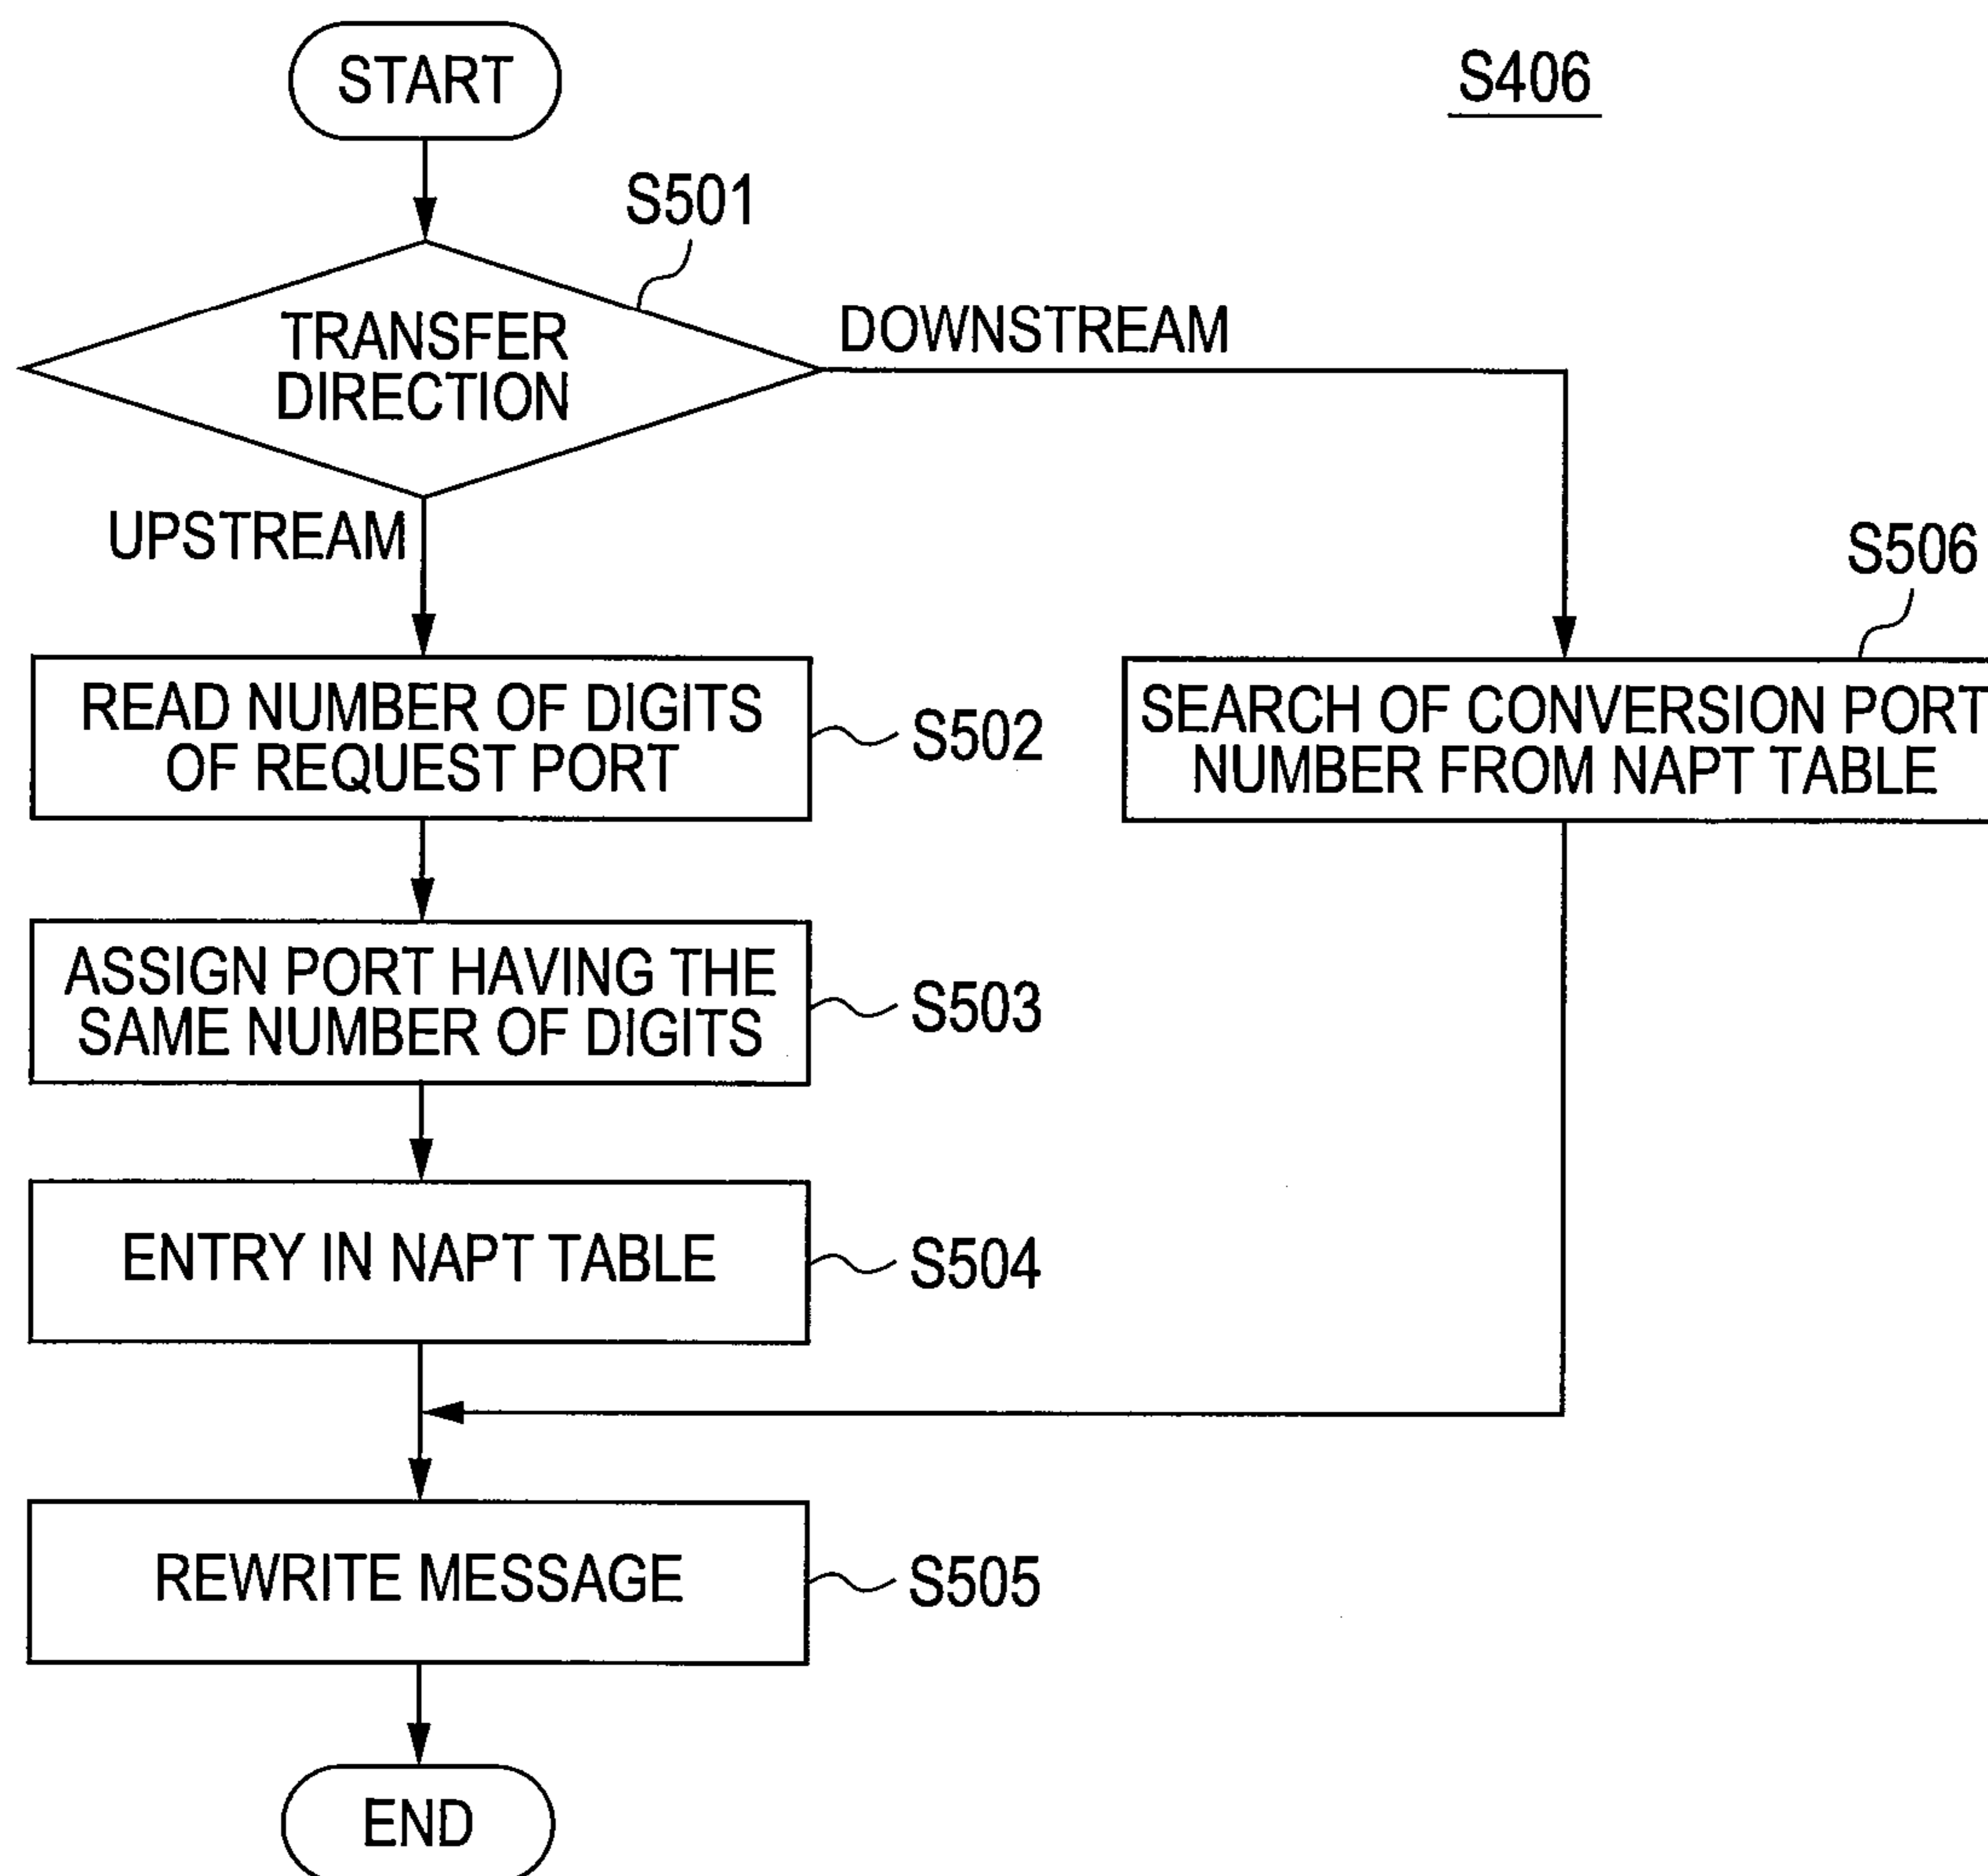 START
S406
S501
TRANSFER
DIRECTION
DOWNSTREAM
UPSTREAM
S506
READ NUMBER OF DIGITS
OF REQUEST PORT
S502
SEARCH OF CONVERSION PORT
NUMBER FROM NAPT TABLE
ASSIGN PORT HAVING THE
SAME NUMBER OF DIGITS
S503
ENTRY IN NAPT TABLE
S504
REWRITE MESSAGE
S505
END